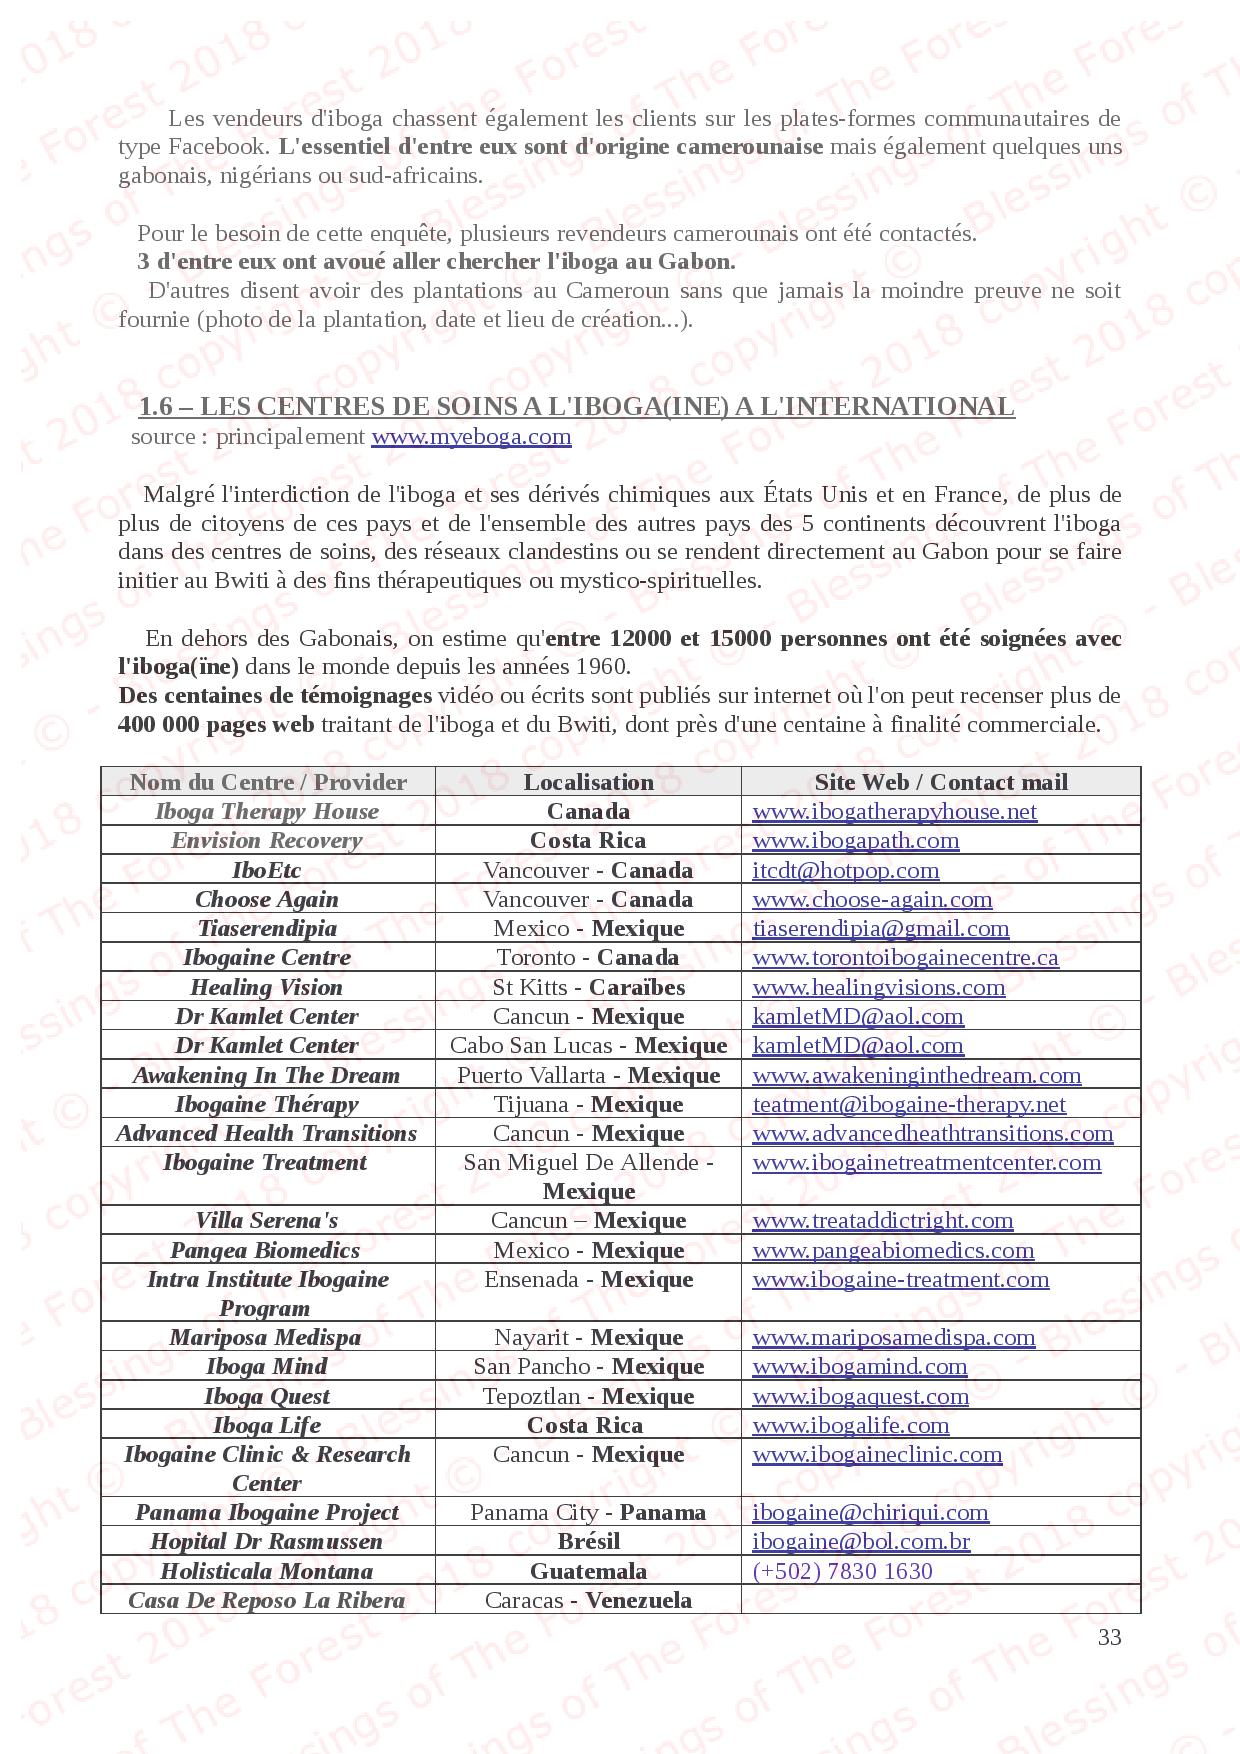 Les vendeurs d'iboga chassent également les clients sur les plates-formes communautaires de
type Facebook. L'essentiel d'entre eux sont d'origine camerounaise mais également quelques uns
gabonais, nigérians ou sud-africains.
Pour le besoin de cette enquête, plusieurs revendeurs camerounais ont été contactés.
3 d'entre eux ont avoué aller chercher l'iboga au Gabon.
D'autres disent avoir des plantations au Cameroun sans que jamais la moindre preuve ne soit
fournie (photo de la plantation, date et lieu de création...).
1.6 – LES CENTRES DE SOINS A L'IBOGA(INE) A L'INTERNATIONAL
source : principalement www.myeboga.com
Malgré l'interdiction de l'iboga et ses dérivés chimiques aux États Unis et en France, de plus de
plus de citoyens de ces pays et de l'ensemble des autres pays des 5 continents découvrent l'iboga
dans des centres de soins, des réseaux clandestins ou se rendent directement au Gabon pour se faire
initier au Bwiti à des fins thérapeutiques ou mystico-spirituelles.
En dehors des Gabonais, on estime qu'entre 12000 et 15000 personnes ont été soignées avec
l'iboga(ïne) dans le monde depuis les années 1960.
Des centaines de témoignages vidéo ou écrits sont publiés sur internet où l'on peut recenser plus de
400 000 pages web traitant de l'iboga et du Bwiti, dont près d'une centaine à finalité commerciale.
Nom du Centre / Provider Localisation Site Web / Contact mail
Iboga Therapy House Canada www.ibogatherapyhouse.net
Envision Recovery Costa Rica www.ibogapath.com
IboEtc Vancouver - Canada itcdt@hotpop.com
Choose Again Vancouver - Canada www.choose-again.com
Tiaserendipia Mexico - Mexique tiaserendipia@gmail.com
Ibogaine Centre Toronto - Canada www.torontoibogainecentre.ca
Healing Vision St Kitts - Caraïbes www.healingvisions.com
Dr Kamlet Center Cancun - Mexique kamletMD@aol.com
Dr Kamlet Center Cabo San Lucas - Mexique kamletMD@aol.com
Awakening In The Dream Puerto Vallarta - Mexique www.awakeninginthedream.com
Ibogaine Thérapy Tijuana - Mexique teatment@ibogaine-therapy.net
Advanced Health Transitions Cancun - Mexique www.advancedheathtransitions.com
Ibogaine Treatment San Miguel De Allende - www.ibogainetreatmentcenter.com
Mexique
Villa Serena's Cancun – Mexique www.treataddictright.com
Pangea Biomedics Mexico - Mexique www.pangeabiomedics.com
Intra Institute Ibogaine Ensenada - Mexique www.ibogaine-treatment.com
Program
Mariposa Medispa Nayarit - Mexique www.mariposamedispa.com
Iboga Mind San Pancho - Mexique www.ibogamind.com
Iboga Quest Tepoztlan - Mexique www.ibogaquest.com
Iboga Life Costa Rica www.ibogalife.com
Ibogaine Clinic & Research Cancun - Mexique www.ibogaineclinic.com
Center
Panama Ibogaine Project Panama City - Panama ibogaine@chiriqui.com
Hopital Dr Rasmussen Brésil ibogaine@bol.com.br
Holisticala Montana Guatemala (+502) 7830 1630
Casa De Reposo La Ribera Caracas - Venezuela
33